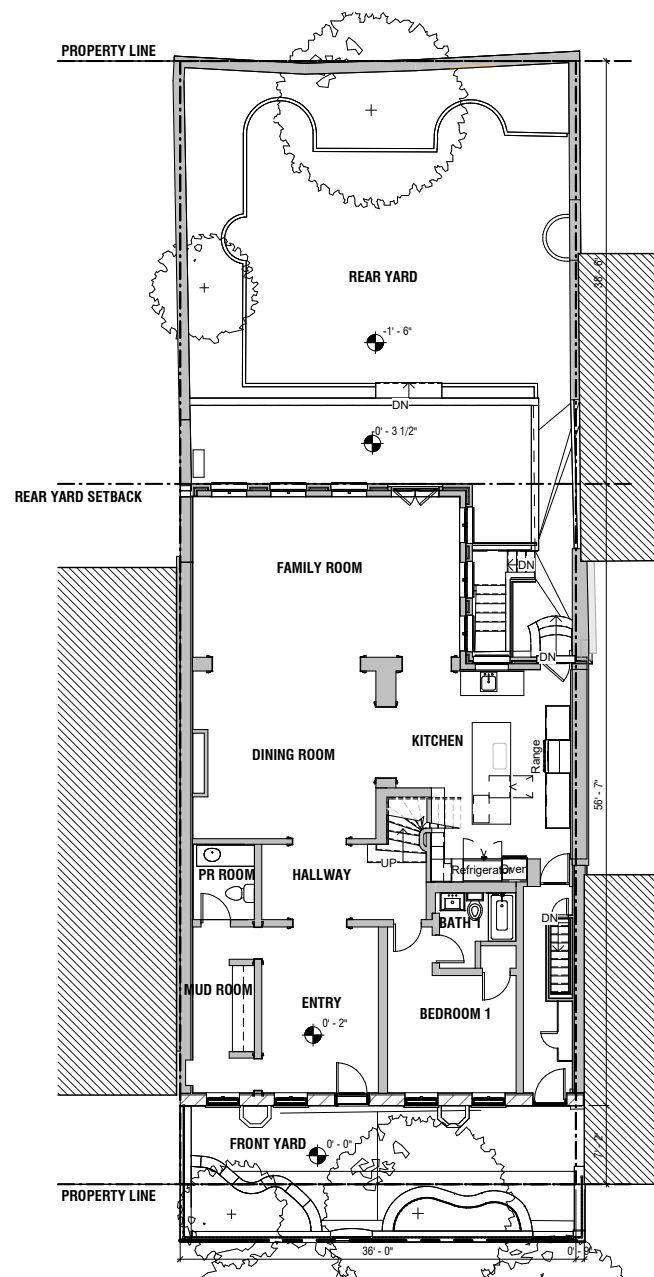 PROPERTY LINE
REAR YARD
38' - 6"
-1' - 6"
DN
-0' - 3 1/2"
REAR YARD SETBACK
DN
FAMILY ROOM
DN
KITCHEN
DINING ROOM
Range
56' - 7"
UP
PR ROOM
HALLWAY
Refrigerator
Oven
BATH 1
DN
MUD ROOM
ENTRY
BEDROOM 1
0' - 2"
FRONT YARD
0' - 0"
7' - 2"
PROPERTY LINE
36' - 0"